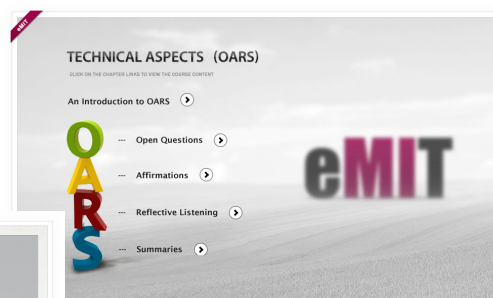 eMIT
TECHNICAL ASPECTS (OARS)
CLICK ON THE CHAPTER LINKS TO VIEW THE COURSE CONTENT
An Introduction to OARS
O --- Open Questions
A --- Affirmations
R --- Reflective Listening
S --- Summaries
eMIT